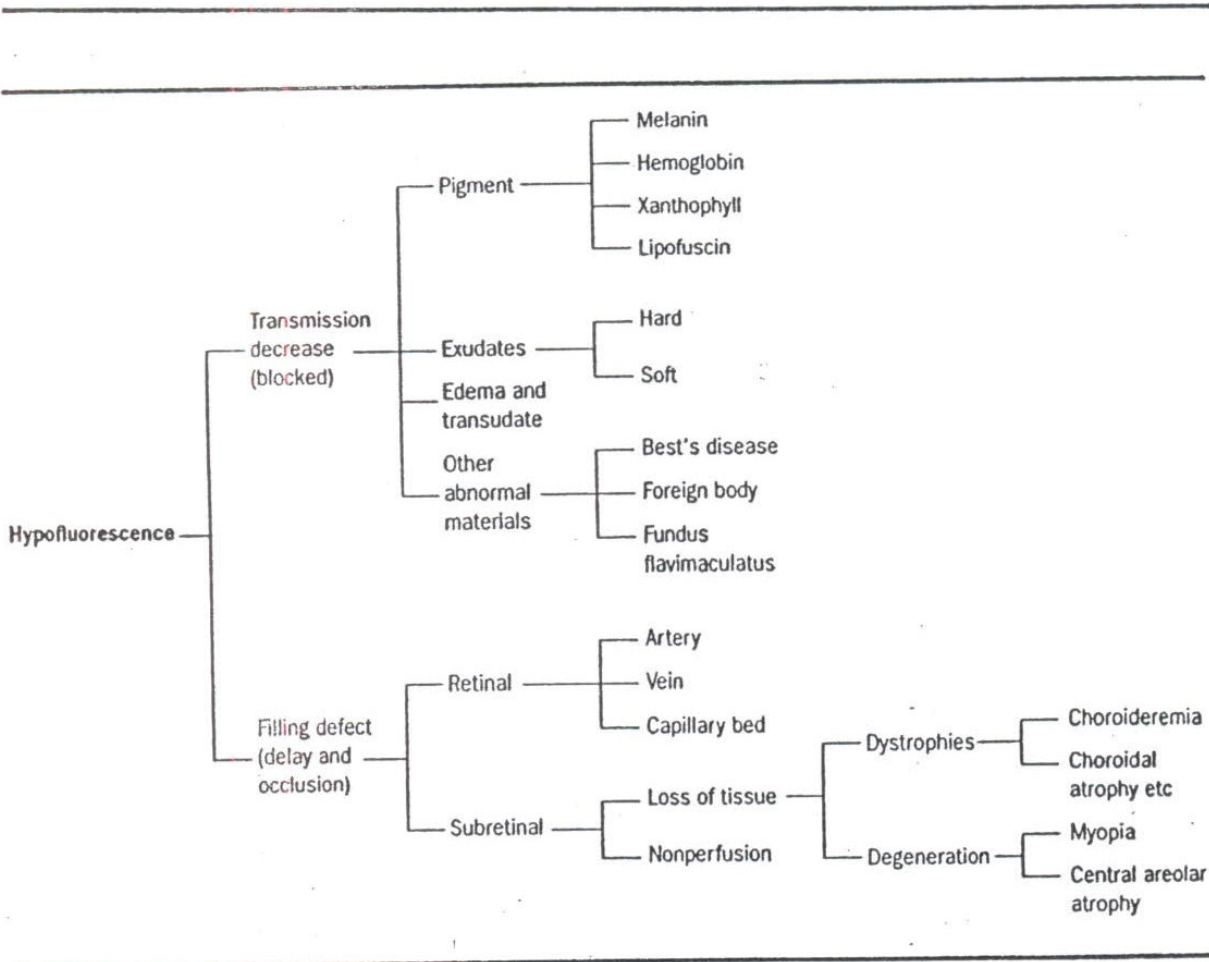 Melanin
Hemoglobin
Pigment
Xanthophyll
Lipofuscin
Transmission
decrease
(blocked)
Hard
Exudates
Soft
Edema and
transudate
Other
abnormal
materials
Best's disease
Foreign body
Fundus
flavimaculatus
Hypofluorescence
Artery
Retinal
Vein
Capillary bed
Filling defect
(delay and
occlusion)
Subretinal
Loss of tissue
Nonperfusion
Dystrophies
Choroideremia
Choroidal
atrophy etc
Degeneration
Myopia
Central areolar
atrophy